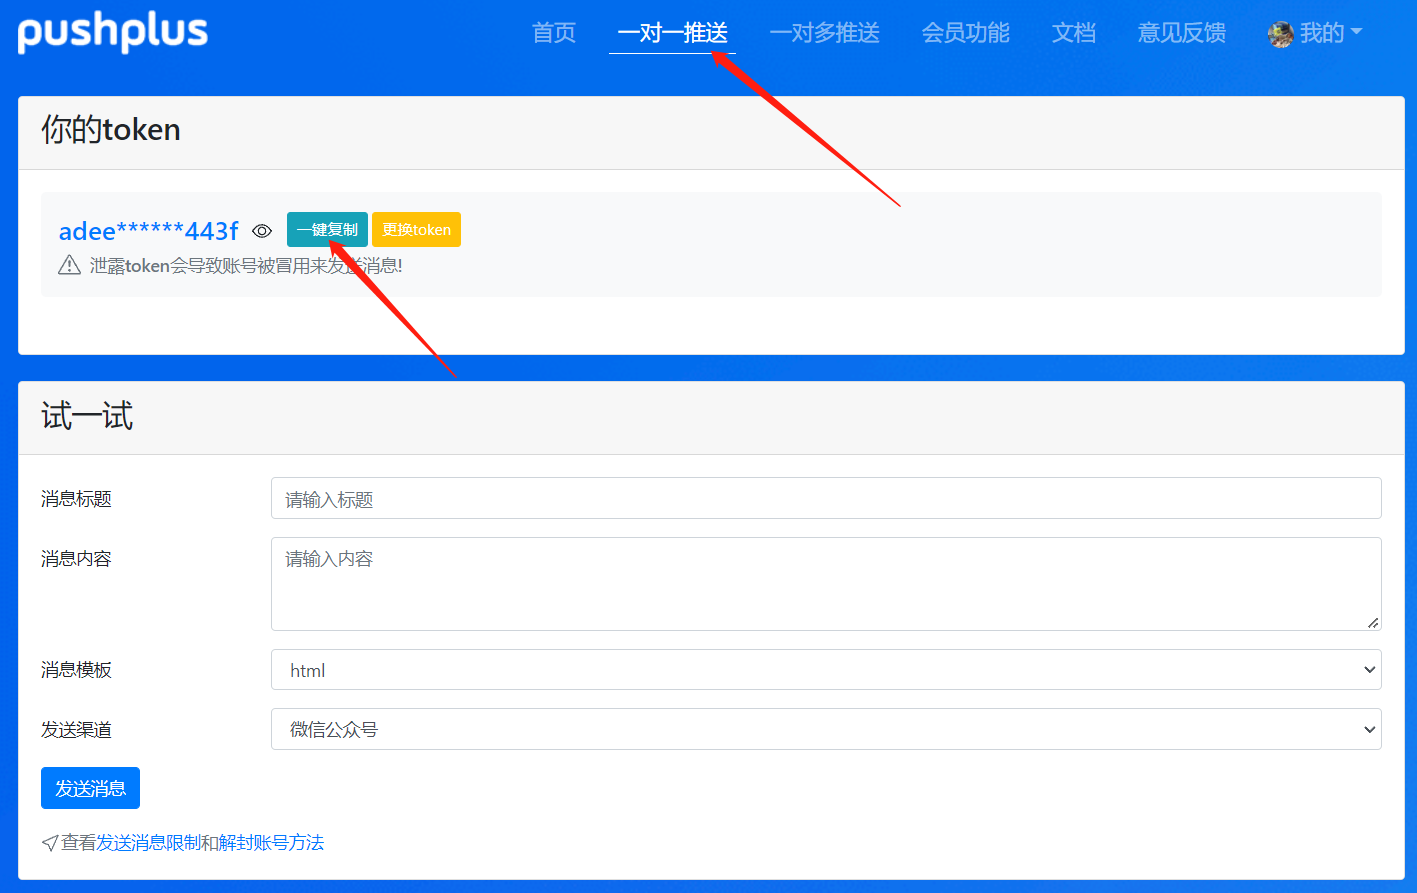 pushplus
首页 一对一推送 一对多推送 会员功能 文档 意见反馈 我的
你的token
adee******443f 一键复制 更换token
泄露token会导致账号被冒用来发送消息!
试一试
消息标题 请输入标题
消息内容 请输入内容
消息模板 html
发送渠道 微信公众号
发送消息
查看发送消息限制和解封账号方法